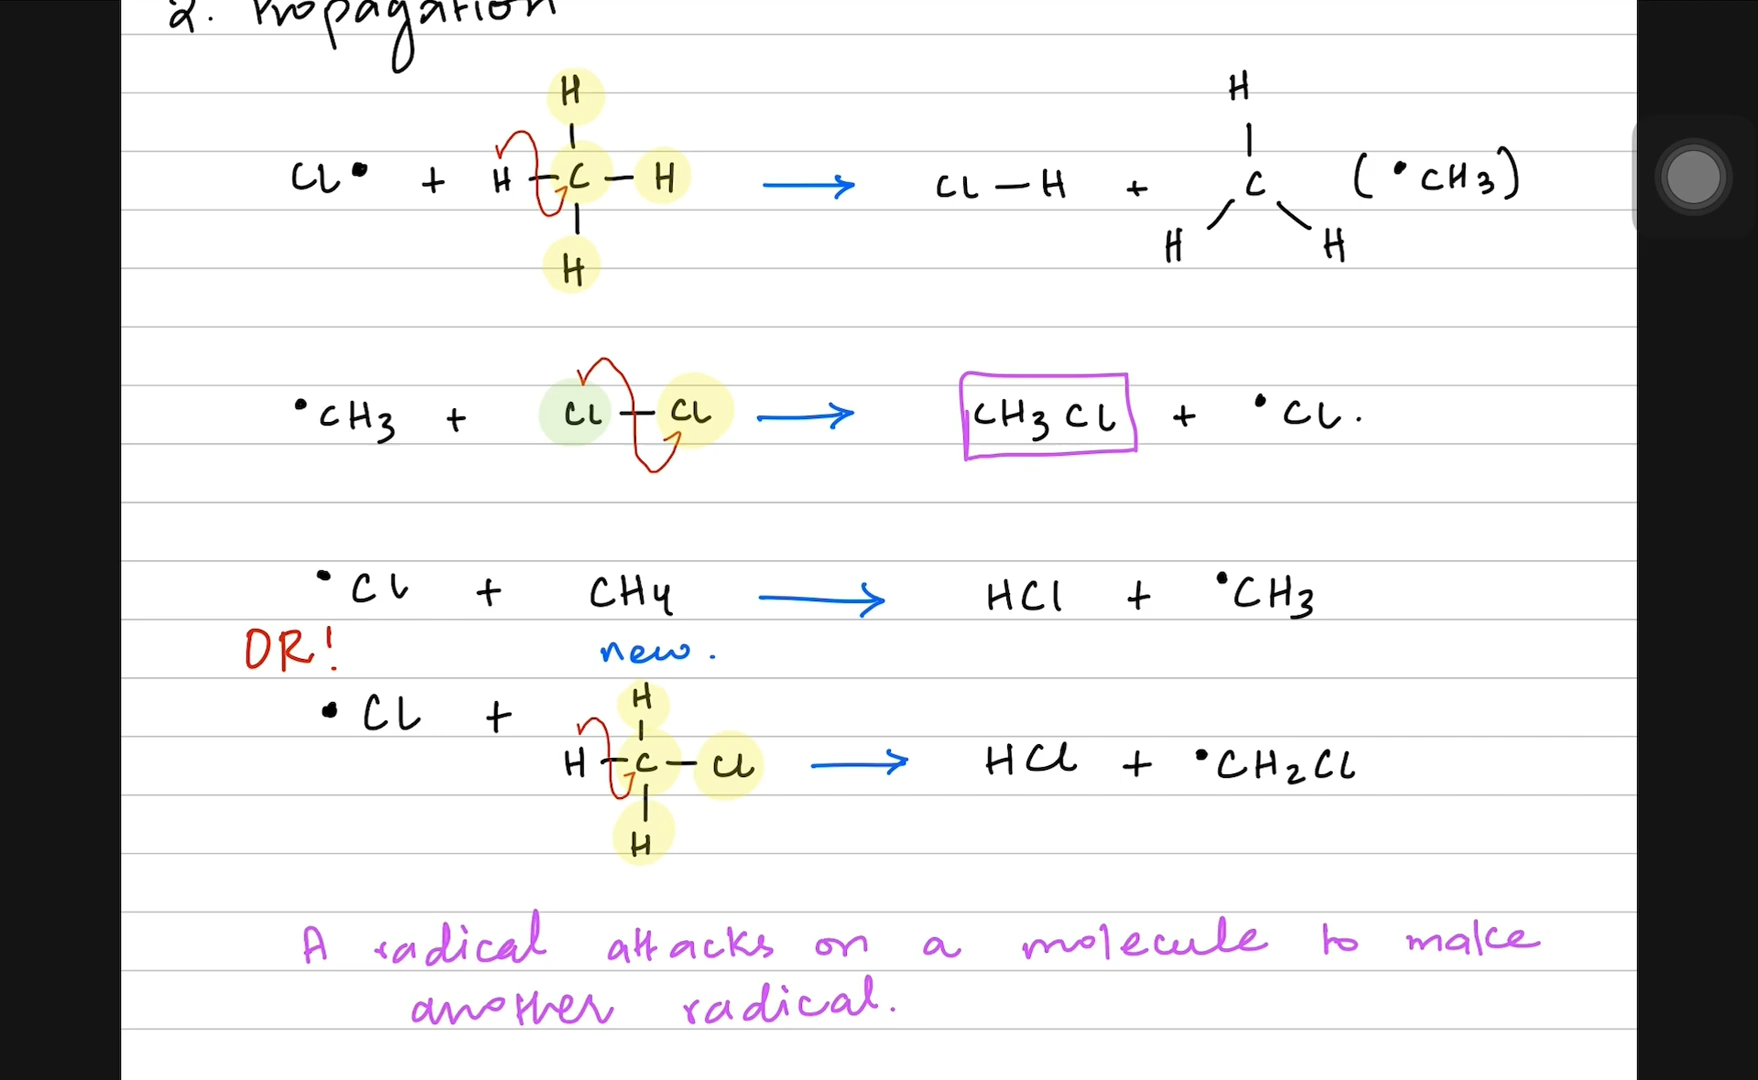 2. Propagation
H H
Cl• + H — C — H → Cl — H + C (•CH3)
H H H
•CH3 + Cl — Cl → CH3Cl + •Cl.
•Cl + CH4 → HCl + •CH3
OR! new.
H
•Cl +
H — C — Cl → HCl + •CH2Cl
H
A radical attacks on a molecule to make
another radical.